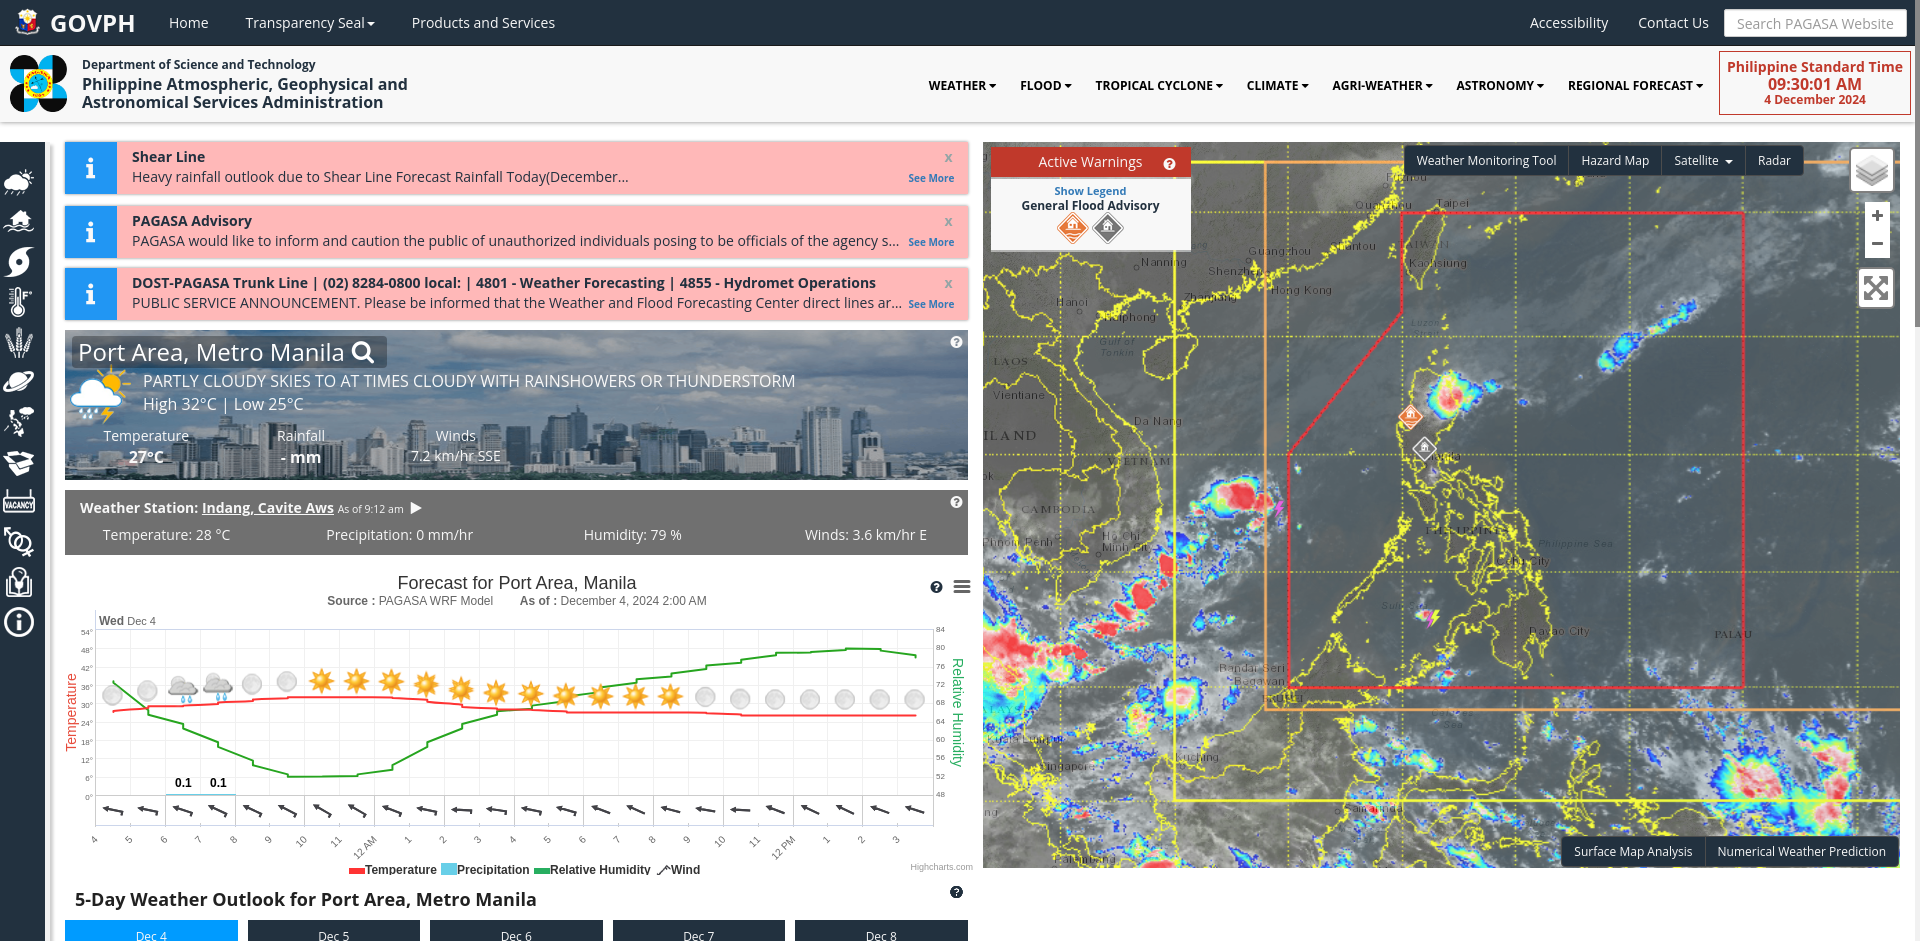 GOVPH
Home
Transparency Seal
Products and Services
Accessibility
Contact Us
Search PAGASA Website
Department of Science and Technology
Philippine Atmospheric, Geophysical and
Astronomical Services Administration
WEATHER
FLOOD
TROPICAL CYCLONE
CLIMATE
AGRI-WEATHER
ASTRONOMY
REGIONAL FORECAST
Philippine Standard Time
09:30:01 AM
4 December 2024
Shear Line
x
Heavy rainfall outlook due to Shear Line Forecast Rainfall Today(December...
See More
PAGASA Advisory
x
PAGASA would like to inform and caution the public of unauthorized individuals posing to be officials of the agency s...
See More
DOST-PAGASA Trunk Line | (02) 8284-0800 local: | 4801 - Weather Forecasting | 4855 - Hydromet Operations
x
PUBLIC SERVICE ANNOUNCEMENT. Please be informed that the Weather and Flood Forecasting Center direct lines ar...
See More
Port Area, Metro Manila
PARTLY CLOUDY SKIES TO AT TIMES CLOUDY WITH RAINSHOWERS OR THUNDERSTORM
High 32°C | Low 25°C
Temperature
Rainfall
Winds
27°C
- mm
7.2 km/hr SSE
Weather Station: Indang, Cavite Aws As of 9:12 am
Temperature: 28 °C
Precipitation: 0 mm/hr
Humidity: 79 %
Winds: 3.6 km/hr E
Forecast for Port Area, Manila
Source : PAGASA WRF Model As of : December 4, 2024 2:00 AM
Wed Dec 4
Temperature
54°
48°
42°
36°
30°
24°
18°
12°
6°
0°
0.1
0.1
84
80
76
72
68
64
60
56
52
48
Relative Humidity
4 5 6 7 8 9 10 11 12 AM 1 2 3 4 5 6 7 8 9 10 11 12 PM 1 2 3
Temperature Precipitation Relative Humidity Wind
Highcharts.com
5-Day Weather Outlook for Port Area, Metro Manila
Dec 4
Dec 5
Dec 6
Dec 7
Dec 8
VACANCY
Active Warnings
Show Legend
General Flood Advisory
Weather Monitoring Tool
Hazard Map
Satellite
Radar
+
−
Taipei
TAIWAN
Kaohsiung
Guangzhou
Shantou
Nanning
Shenzhen
Hong Kong
Zhanjiang
Hanoi
Haiphong
Gulf of
Tonkin
Luzon
LAOS
Vientiane
Da Nang
VIETNAM
CAMBODIA
Ho Chi
Minh City
Philippine Sea
Davao City
PALAU
Bandar Seri
Begawan
Kuching
Singapore
Surface Map Analysis
Numerical Weather Prediction